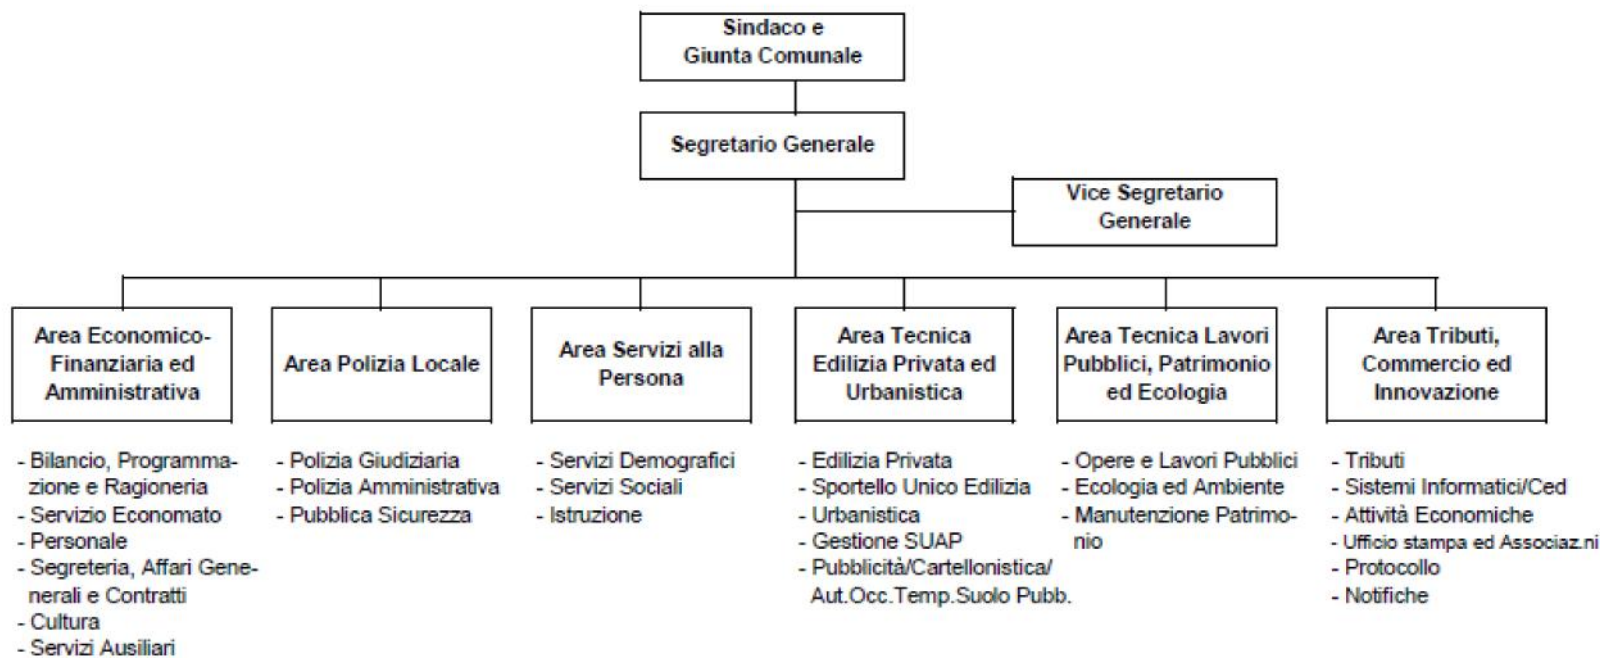 Sindaco e
Giunta Comunale
Segretario Generale
Vice Segretario
Generale
Area Economico-
Finanziaria ed
Amministrativa
Area Polizia Locale
Area Servizi alla
Persona
Area Tecnica
Edilizia Privata ed
Urbanistica
Area Tecnica Lavori
Pubblici, Patrimonio
ed Ecologia
Area Tributi,
Commercio ed
Innovazione
- Bilancio, Programma-
zione e Ragioneria
- Servizio Economato
- Personale
- Segreteria, Affari Gene-
nerali e Contratti
- Cultura
- Servizi Ausiliari
- Polizia Giudiziaria
- Polizia Amministrativa
- Pubblica Sicurezza
- Servizi Demografici
- Servizi Sociali
- Istruzione
- Edilizia Privata
- Sportello Unico Edilizia
- Urbanistica
- Gestione SUAP
- Pubblicità/Cartellonistica/
Aut.Occ.Temp.Suolo Pubb.
- Opere e Lavori Pubblici
- Ecologia ed Ambiente
- Manutenzione Patrimo-
nio
- Tributi
- Sistemi Informatici/Ced
- Attività Economiche
- Ufficio stampa ed Associaz.ni
- Protocollo
- Notifiche